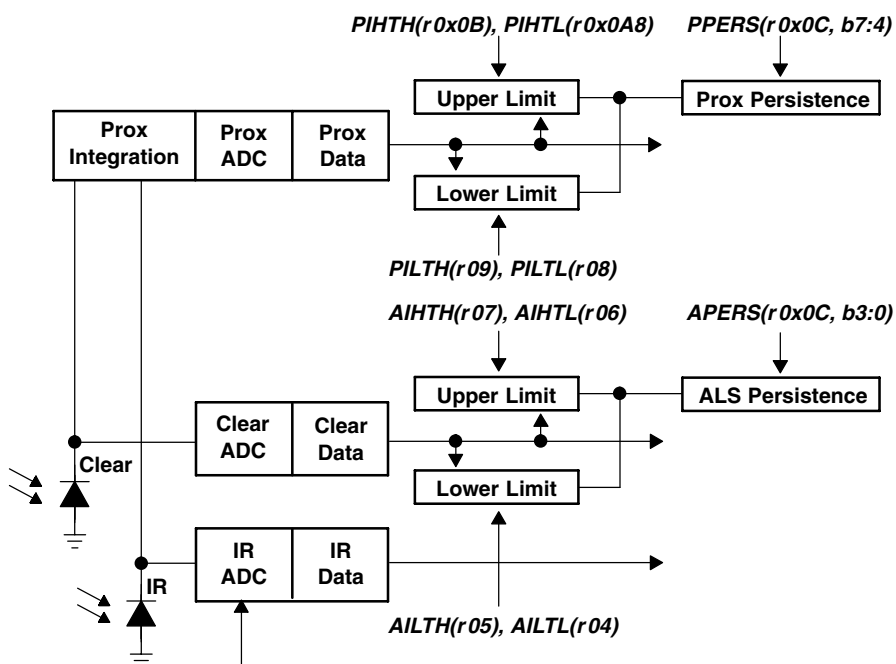 PIHTH(r0x0B), PIHTL(r0x0A8)
PPERS(r0x0C, b7:4)
Upper Limit
Prox Persistence
Prox
Integration
Prox
ADC
Prox
Data
Lower Limit
PILTH(r09), PILTL(r08)
AIHTH(r07), AIHTL(r06)
APERS(r0x0C, b3:0)
Upper Limit
ALS Persistence
Clear
ADC
Clear
Data
Clear
Lower Limit
IR
ADC
IR
Data
IR
AILTH(r05), AILTL(r04)